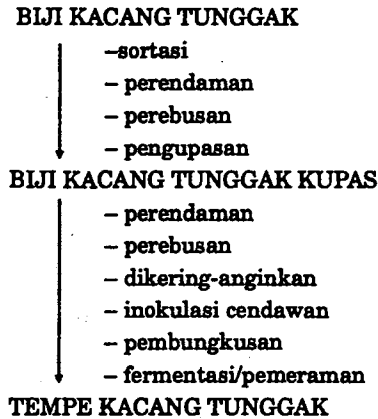 BIJI KACANG TUNGGAK
–sortasi
– perendaman
– perebusan
– pengupasan
BIJI KACANG TUNGGAK KUPAS
– perendaman
– perebusan
– dikering-anginkan
– inokulasi cendawan
– pembungkusan
– fermentasi/pemeraman
TEMPE KACANG TUNGGAK